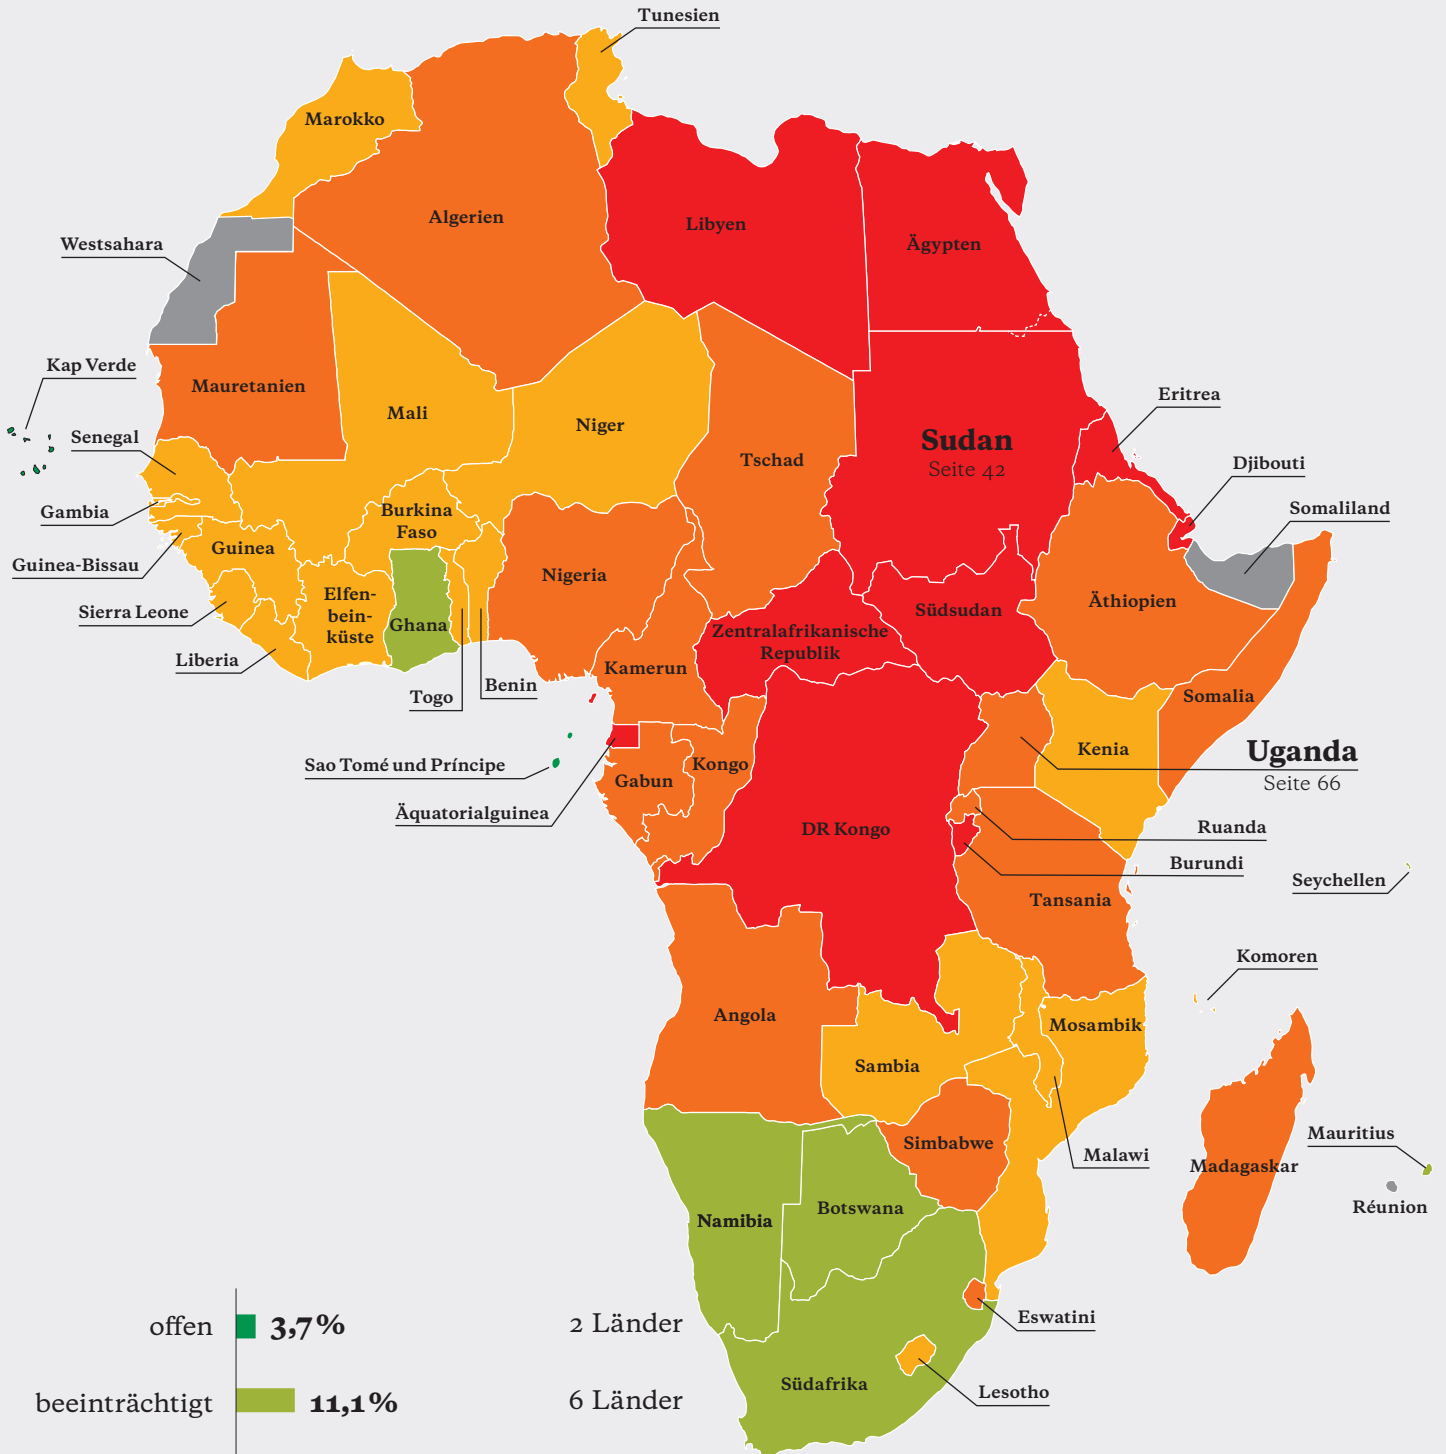 Tunesien
Marokko
Algerien
Libyen
Ägypten
Westsahara
Kap Verde
Mauretanien
Mali
Niger
Tschad
Sudan
Seite 42
Eritrea
Senegal
Djibouti
Gambia
Burkina
Faso
Somaliland
Guinea-Bissau
Guinea
Nigeria
Äthiopien
Sierra Leone
Elfen-
bein-
küste
Ghana
Südsudan
Zentralafrikanische
Republik
Liberia
Kamerun
Togo
Benin
Somalia
Kenia
Uganda
Seite 66
Sao Tomé und Príncipe
Kongo
Gabun
Äquatorialguinea
DR Kongo
Ruanda
Burundi
Seychellen
Tansania
Komoren
Angola
Mosambik
Sambia
Simbabwe
Malawi
Madagaskar
Mauritius
Réunion
Namibia
Botswana
Eswatini
Südafrika
Lesotho
offen 3,7% 2 Länder
beeinträchtigt 11,1% 6 Länder